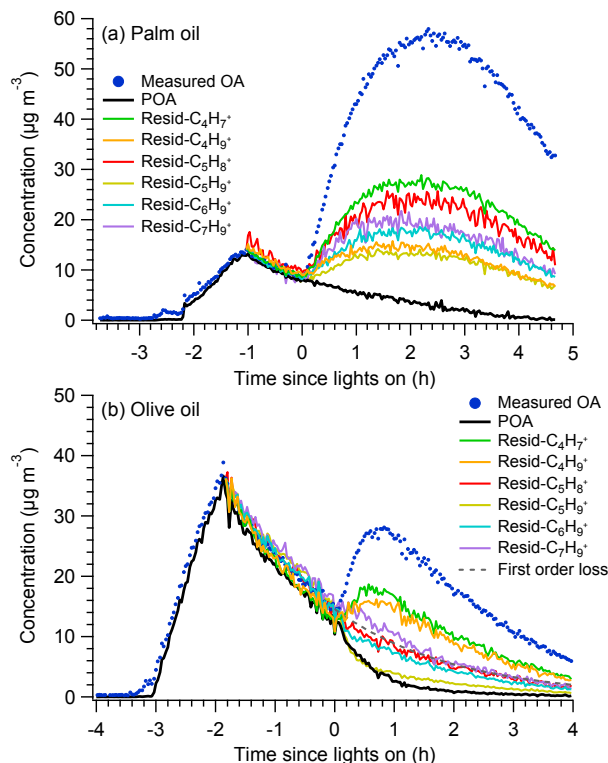 (a) Palm oil
Measured OA
POA
Resid-C₄H₇⁺
Resid-C₄H₉⁺
Resid-C₅H₈⁺
Resid-C₅H₉⁺
Resid-C₆H₉⁺
Resid-C₇H₉⁺
Concentration (µg m⁻³)
60
50
40
30
20
10
0
-3 -2 -1 0 1 2 3 4 5
Time since lights on (h)
(b) Olive oil
Measured OA
POA
Resid-C₄H₇⁺
Resid-C₄H₉⁺
Resid-C₅H₈⁺
Resid-C₅H₉⁺
Resid-C₆H₉⁺
Resid-C₇H₉⁺
First order loss
Concentration (µg m⁻³)
50
40
30
20
10
0
-4 -3 -2 -1 0 1 2 3 4
Time since lights on (h)